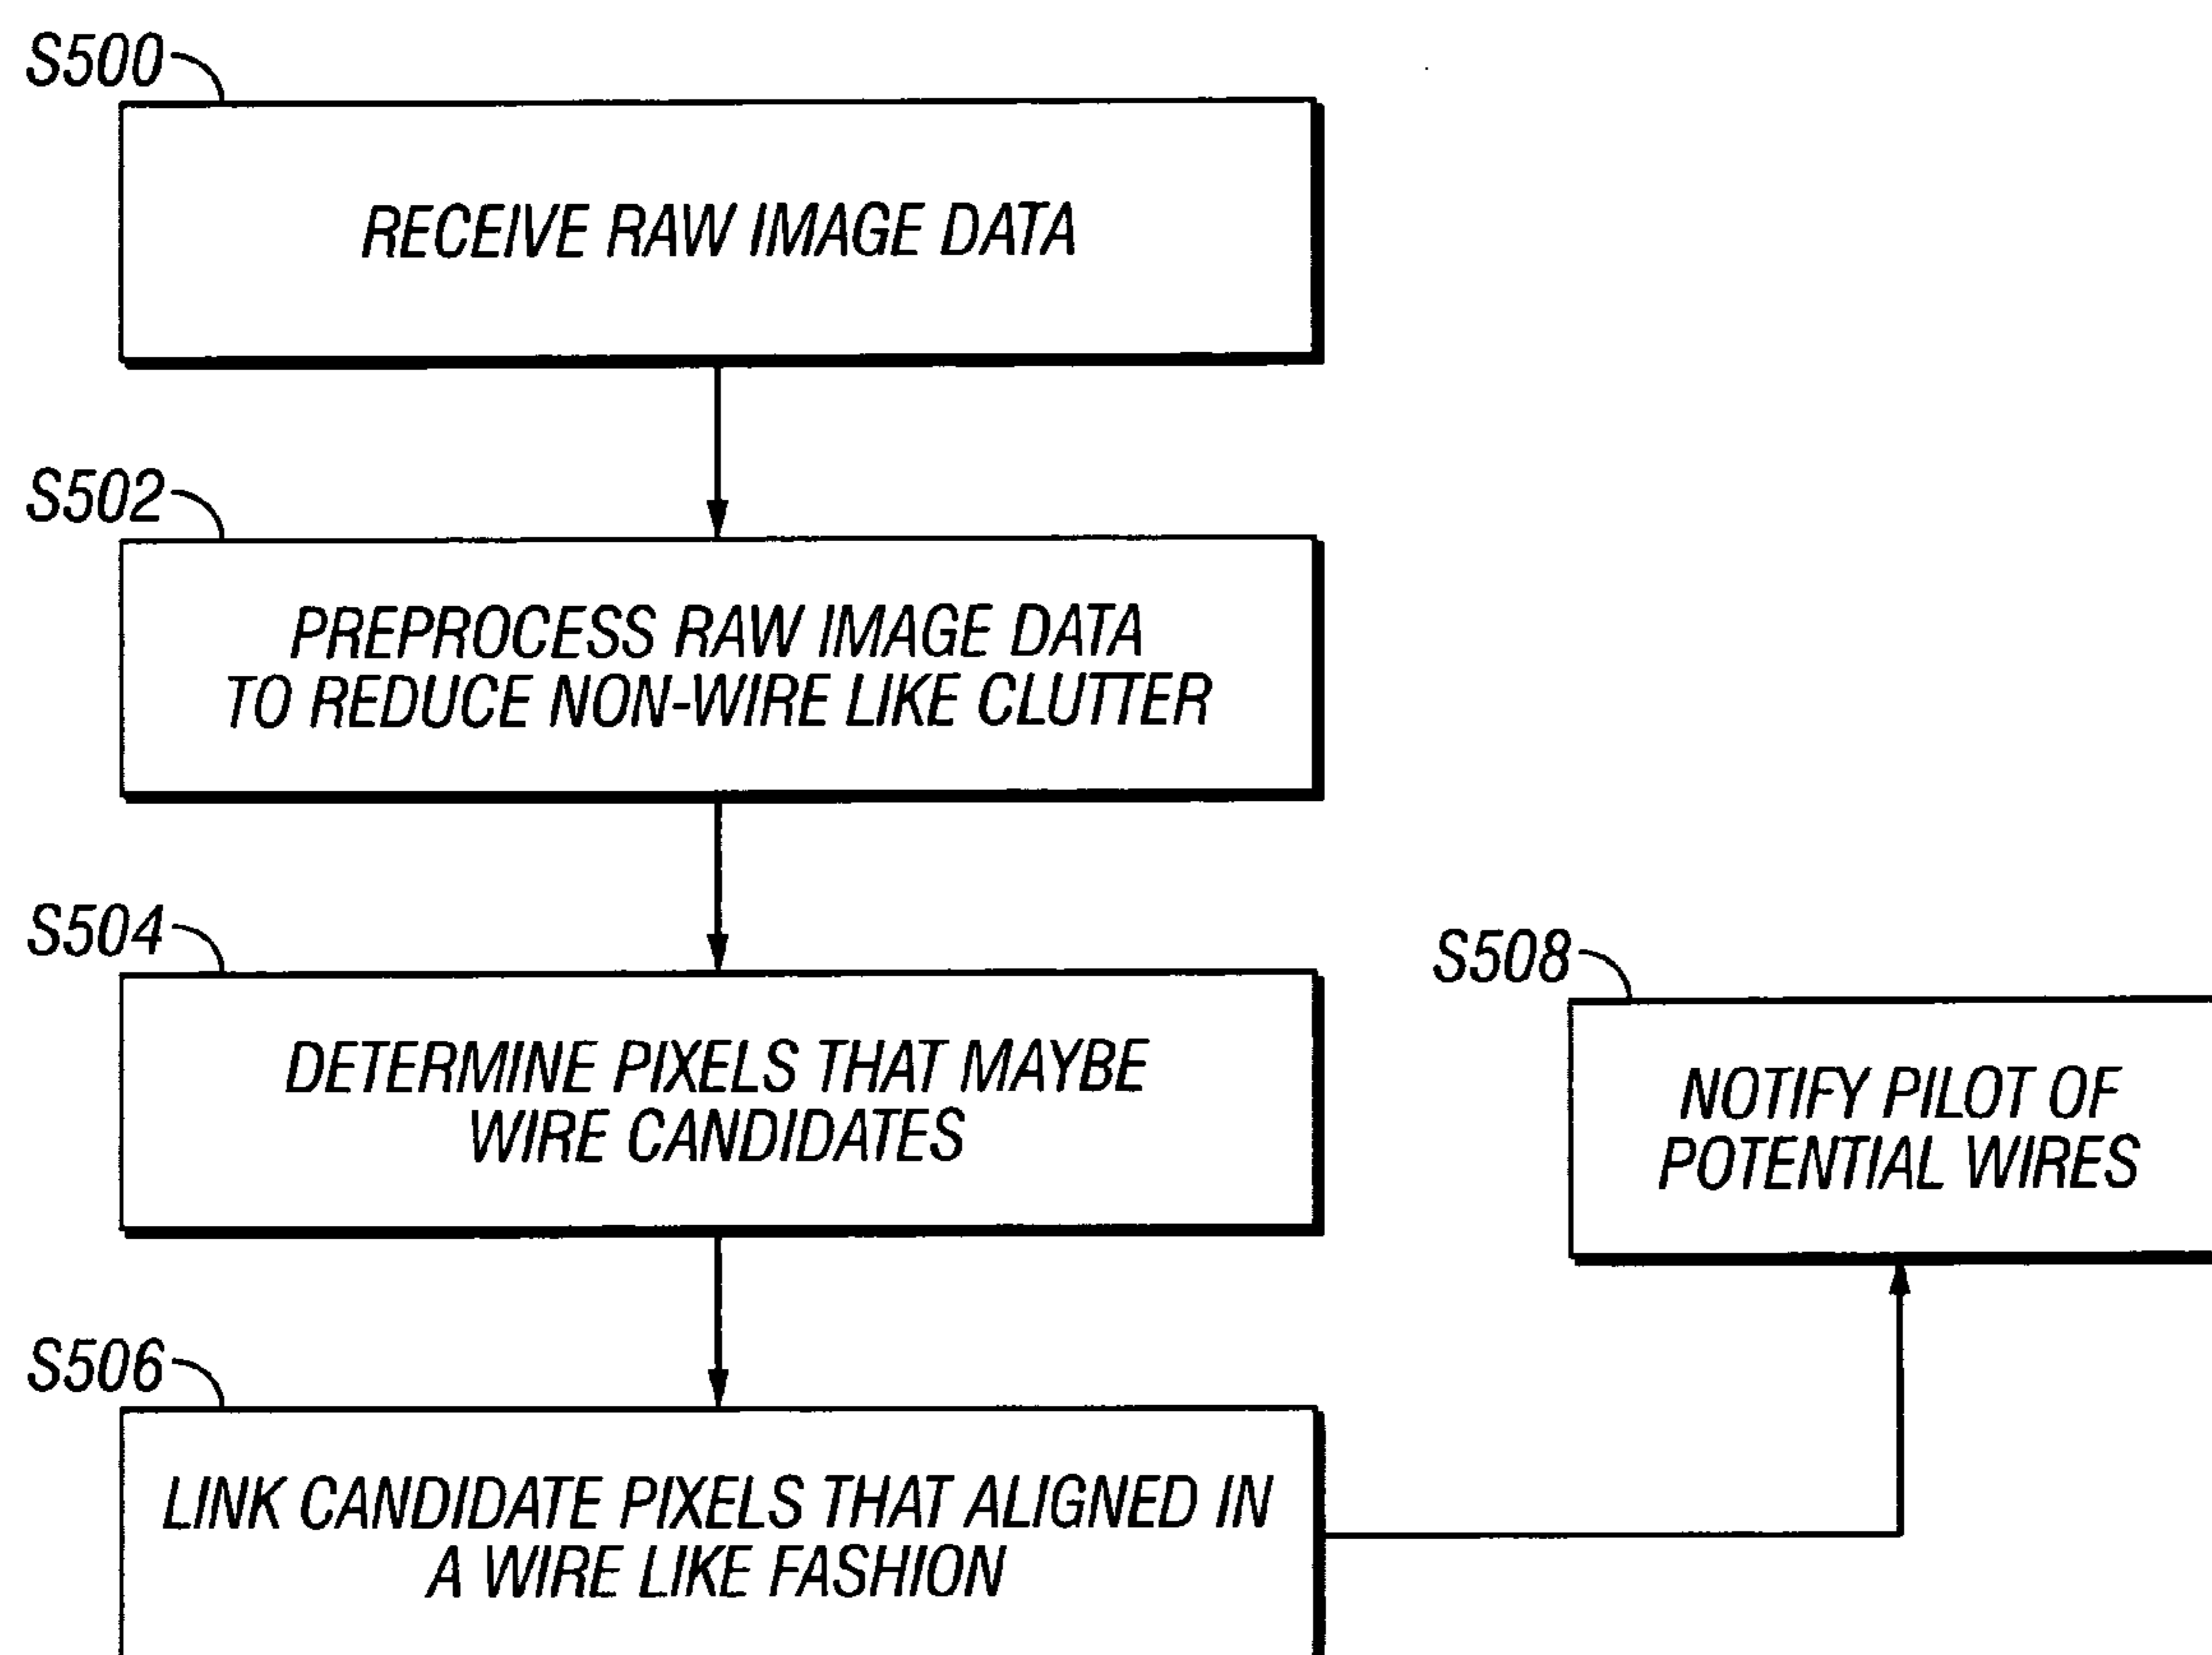 S500
RECEIVE RAW IMAGE DATA
S502
PREPROCESS RAW IMAGE DATA
TO REDUCE NON-WIRE LIKE CLUTTER
S504
DETERMINE PIXELS THAT MAYBE
WIRE CANDIDATES
S506
LINK CANDIDATE PIXELS THAT ALIGNED IN
A WIRE LIKE FASHION
S508
NOTIFY PILOT OF
POTENTIAL WIRES